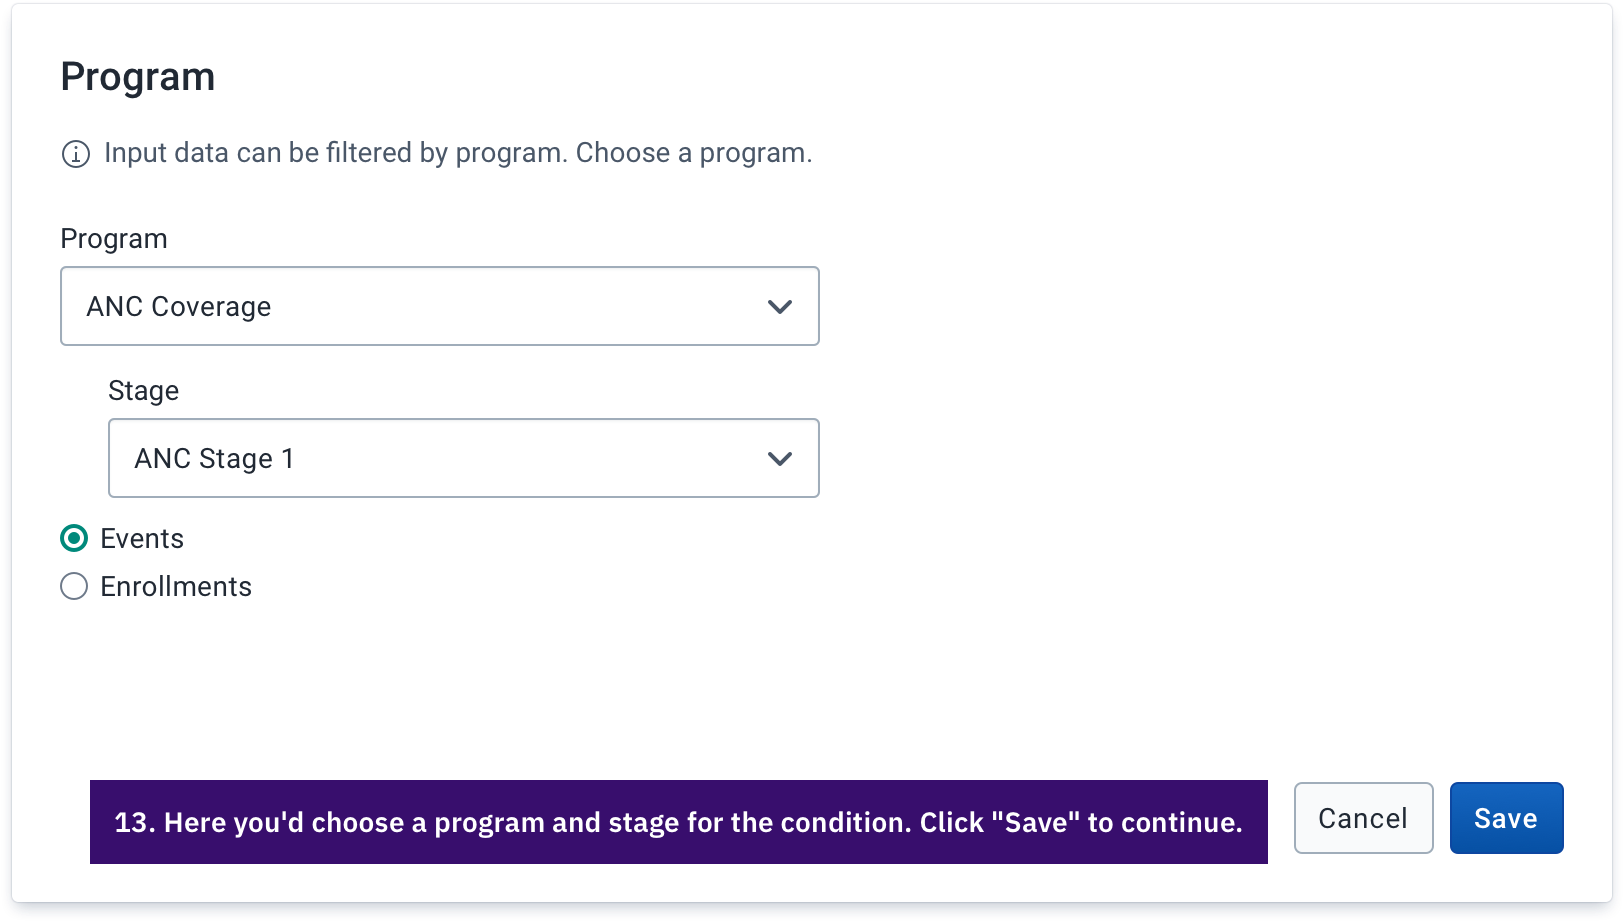 Program
Input data can be filtered by program. Choose a program.
Program
ANC Coverage
Stage
ANC Stage 1
Events
Enrollments
13. Here you'd choose a program and stage for the condition. Click "Save" to continue.
Cancel
Save